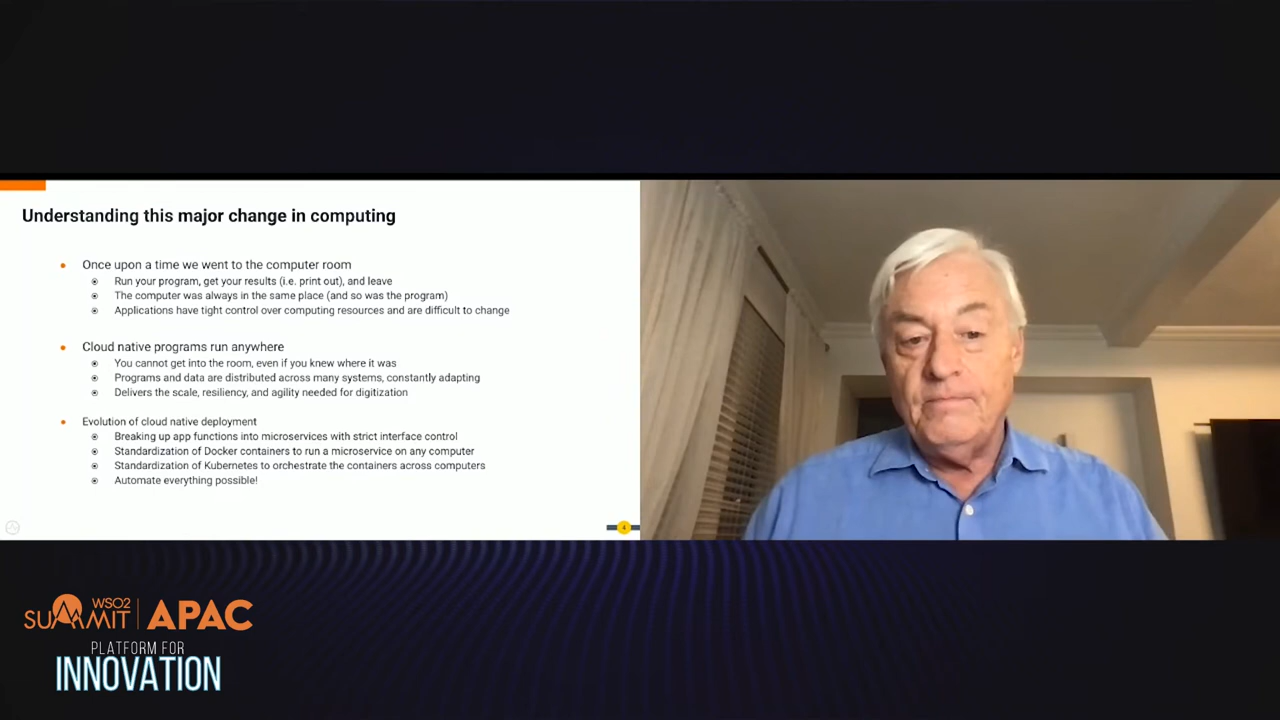 Understanding this major change in computing
Once upon a time we went to the computer room
Run your program, get your results (i.e. print out), and leave
The computer was always in the same place (and so was the program)
Applications have tight control over computing resources and are difficult to change
Cloud native programs run anywhere
You cannot get into the room, even if you knew where it was
Programs and data are distributed across many systems, constantly adapting
Delivers the scale, resiliency, and agility needed for digitization
Evolution of cloud native deployment
Breaking up app functions into microservices with strict interface control
Standardization of Docker containers to run a microservice on any computer
Standardization of Kubernetes to orchestrate the containers across computers
Automate everything possible!
4
WSO2
SUMMIT APAC
PLATFORM FOR
INNOVATION